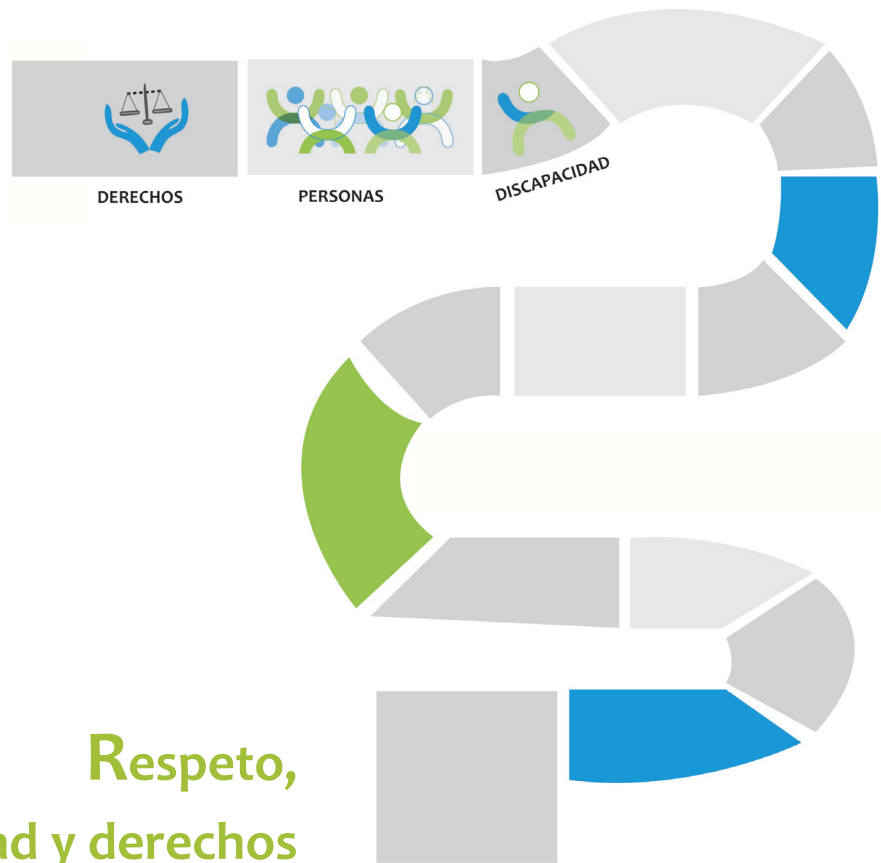 DERECHOS
PERSONAS
DISCAPACIDAD
Respeto,
y derechos